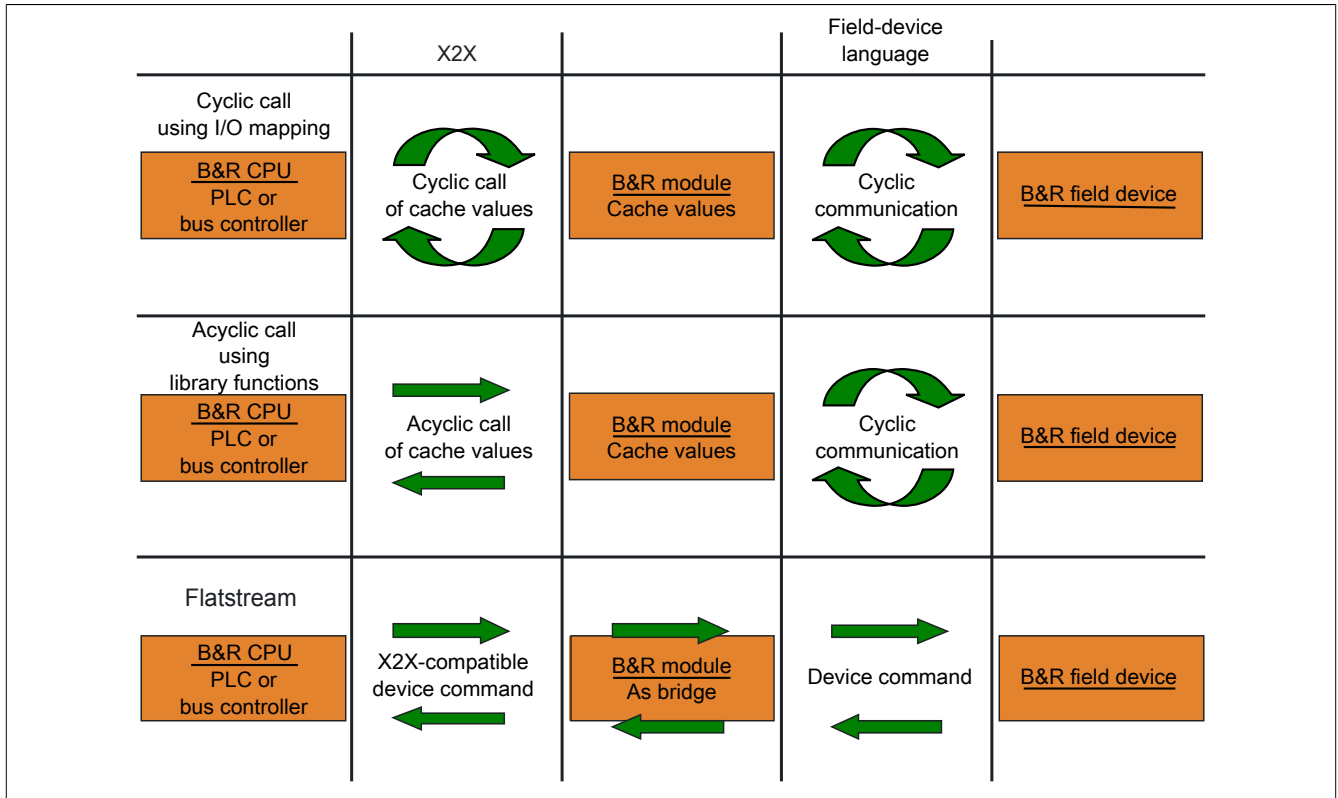 X2X
Field-device
language
Cyclic call
using I/O mapping
B&R CPU
PLC or
bus controller
Cyclic call
of cache values
B&R module
Cache values
Cyclic
communication
B&R field device
Acyclic call
using
library functions
B&R CPU
PLC or
bus controller
Acyclic call
of cache values
B&R module
Cache values
Cyclic
communication
B&R field device
Flatstream
B&R CPU
PLC or
bus controller
X2X-compatible
device command
B&R module
As bridge
Device command
B&R field device